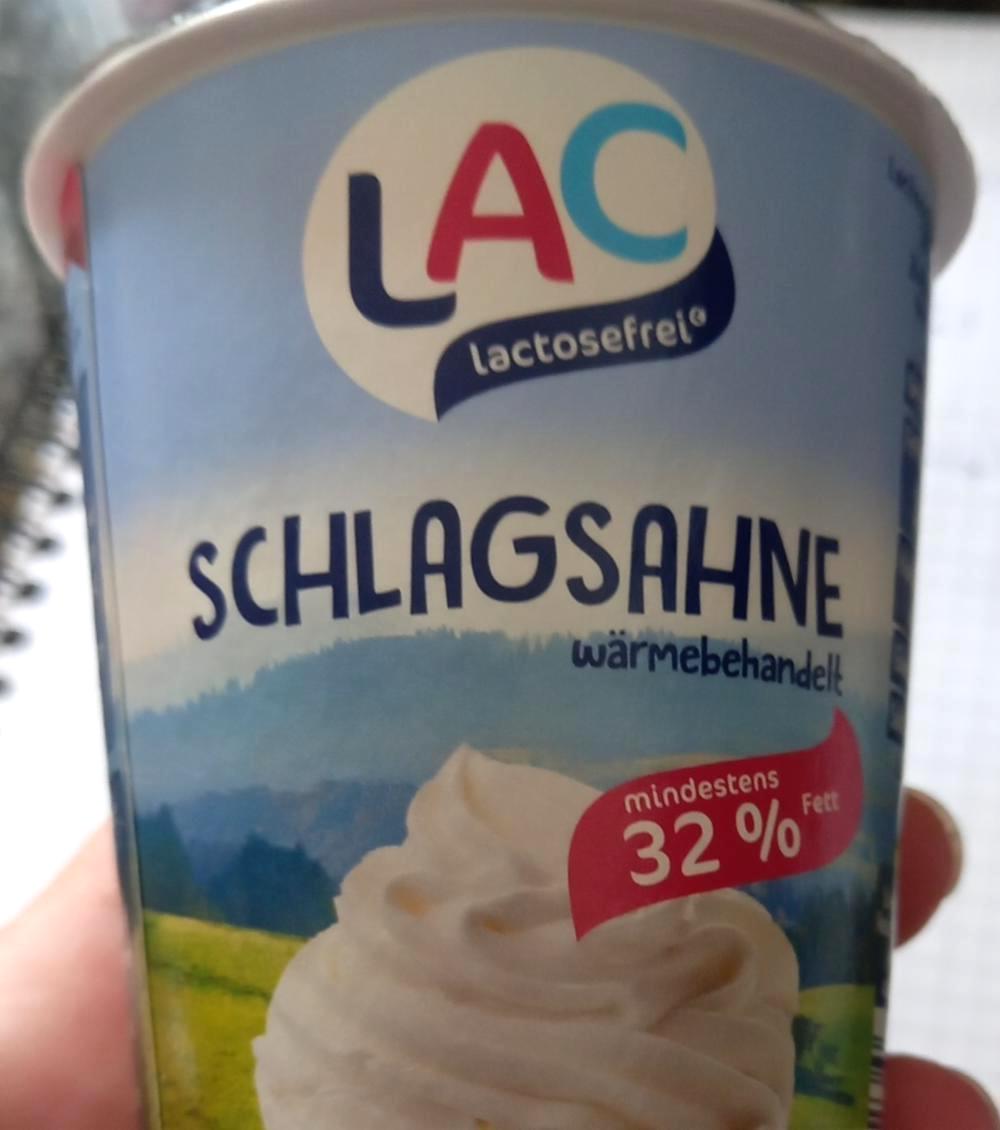 LAC
lactosefrei
SCHLAGSAHNE
wärmebehandelt
mindestens
32 % Fett